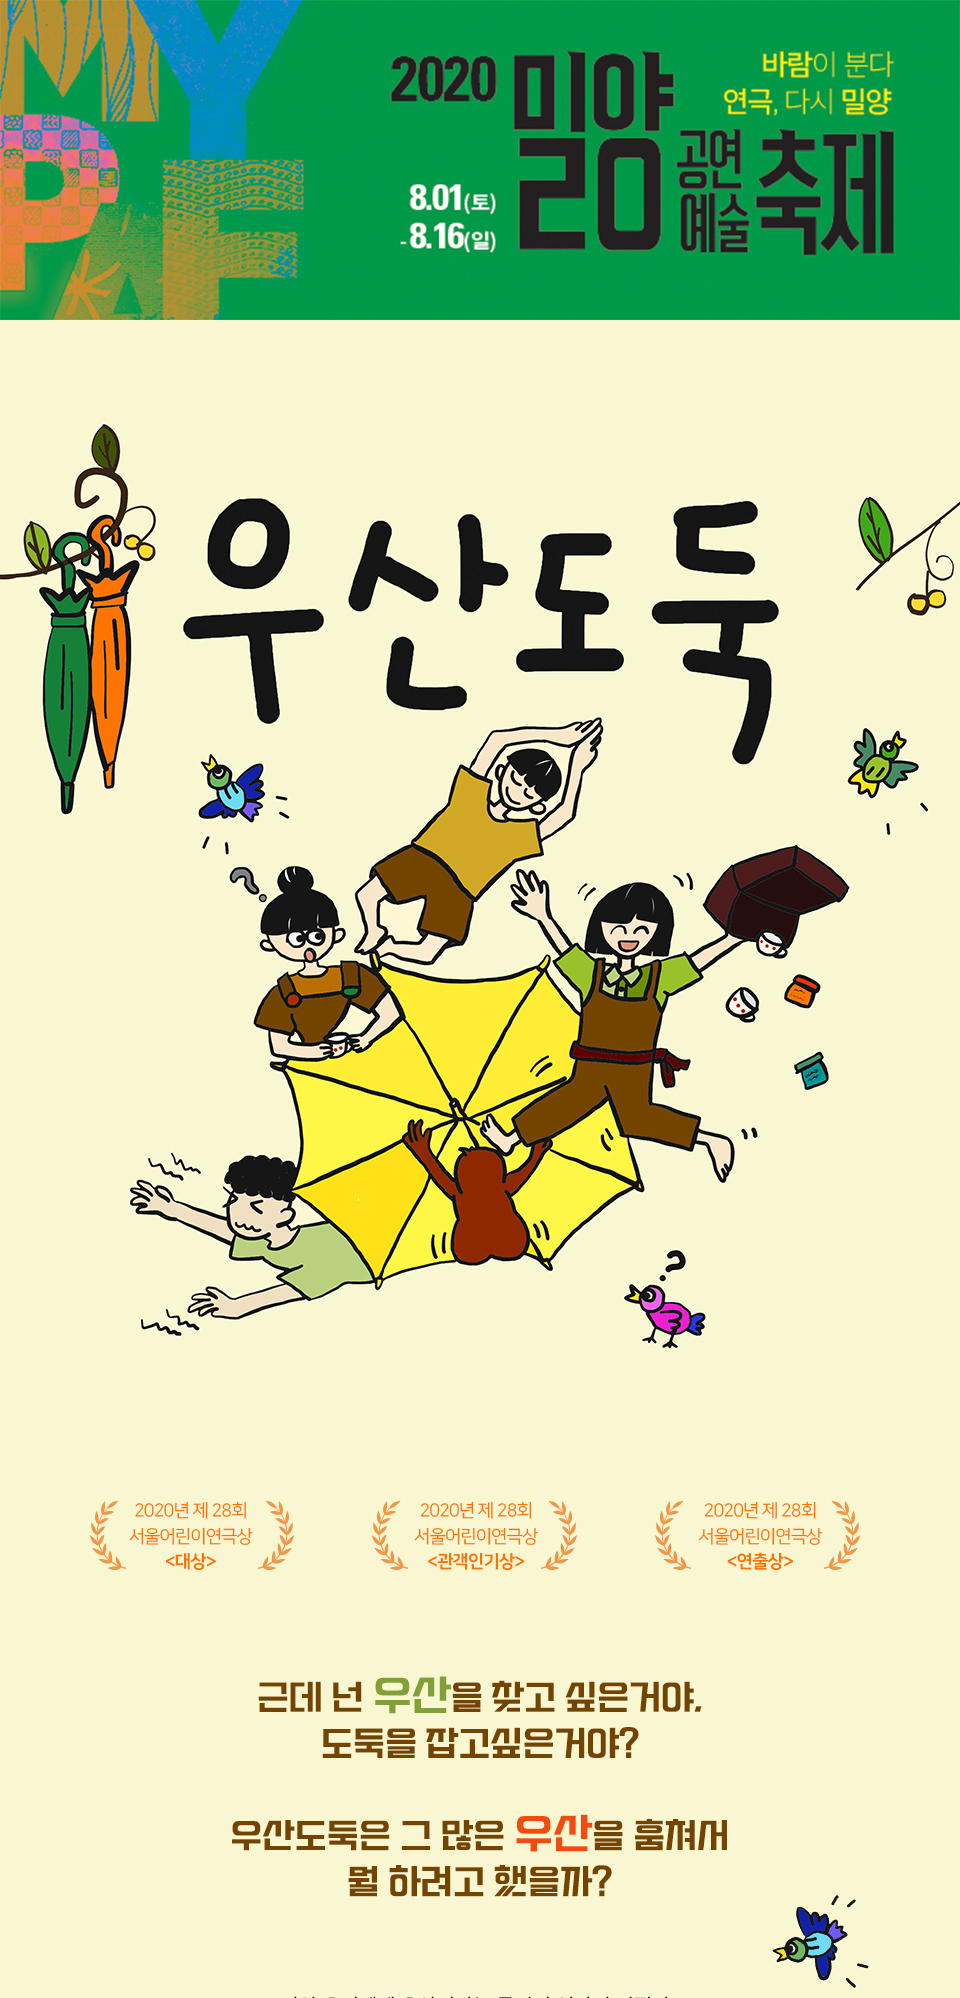 MY
PAF
2020 밀양
공연예술축제
바람이 분다
연극, 다시 밀양
8.01(토)
- 8.16(일)
우산도둑
?
?
2020년 제 28회
서울어린이연극상
<대상>
2020년 제 28회
서울어린이연극상
<관객인기상>
2020년 제 28회
서울어린이연극상
<연출상>
근데 넌 우산을 찾고 싶은거야,
도둑을 잡고싶은거야?
우산도둑은 그 많은 우산을 훔쳐서
뭘 하려고 했을까?